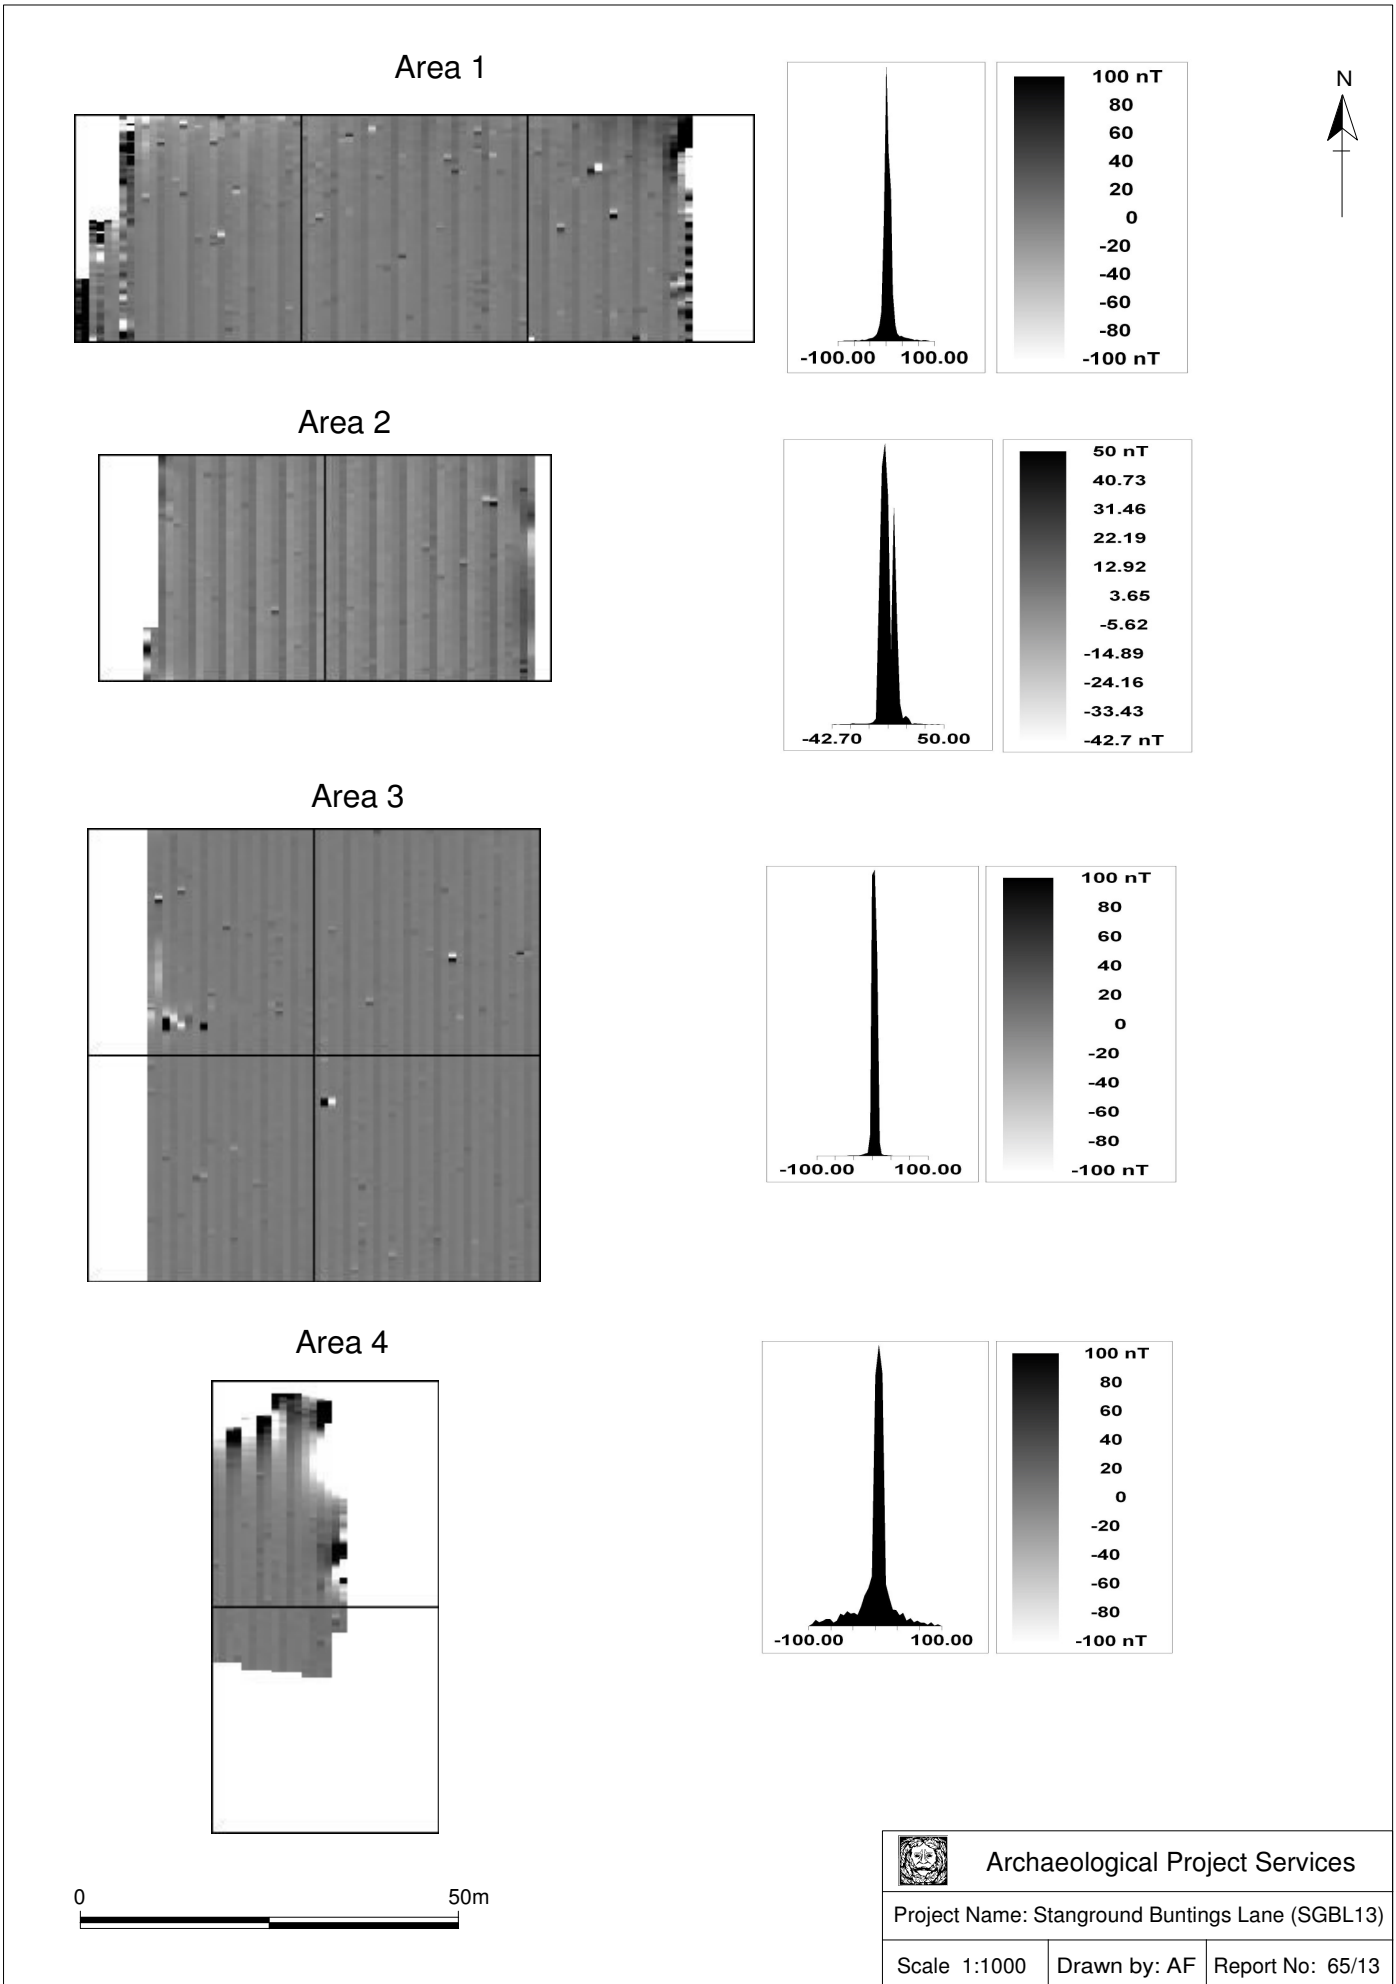 Area 1
100 nT
80
60
40
20
0
-20
-40
-60
-80
-100 nT
-100.00 100.00
N
Area 2
50 nT
40.73
31.46
22.19
12.92
3.65
-5.62
-14.89
-24.16
-33.43
-42.7 nT
-42.70 50.00
Area 3
100 nT
80
60
40
20
0
-20
-40
-60
-80
-100 nT
-100.00 100.00
Area 4
100 nT
80
60
40
20
0
-20
-40
-60
-80
-100 nT
-100.00 100.00
0 50m
Archaeological Project Services
Project Name: Stanground Buntings Lane (SGBL13)
Scale 1:1000 Drawn by: AF Report No: 65/13